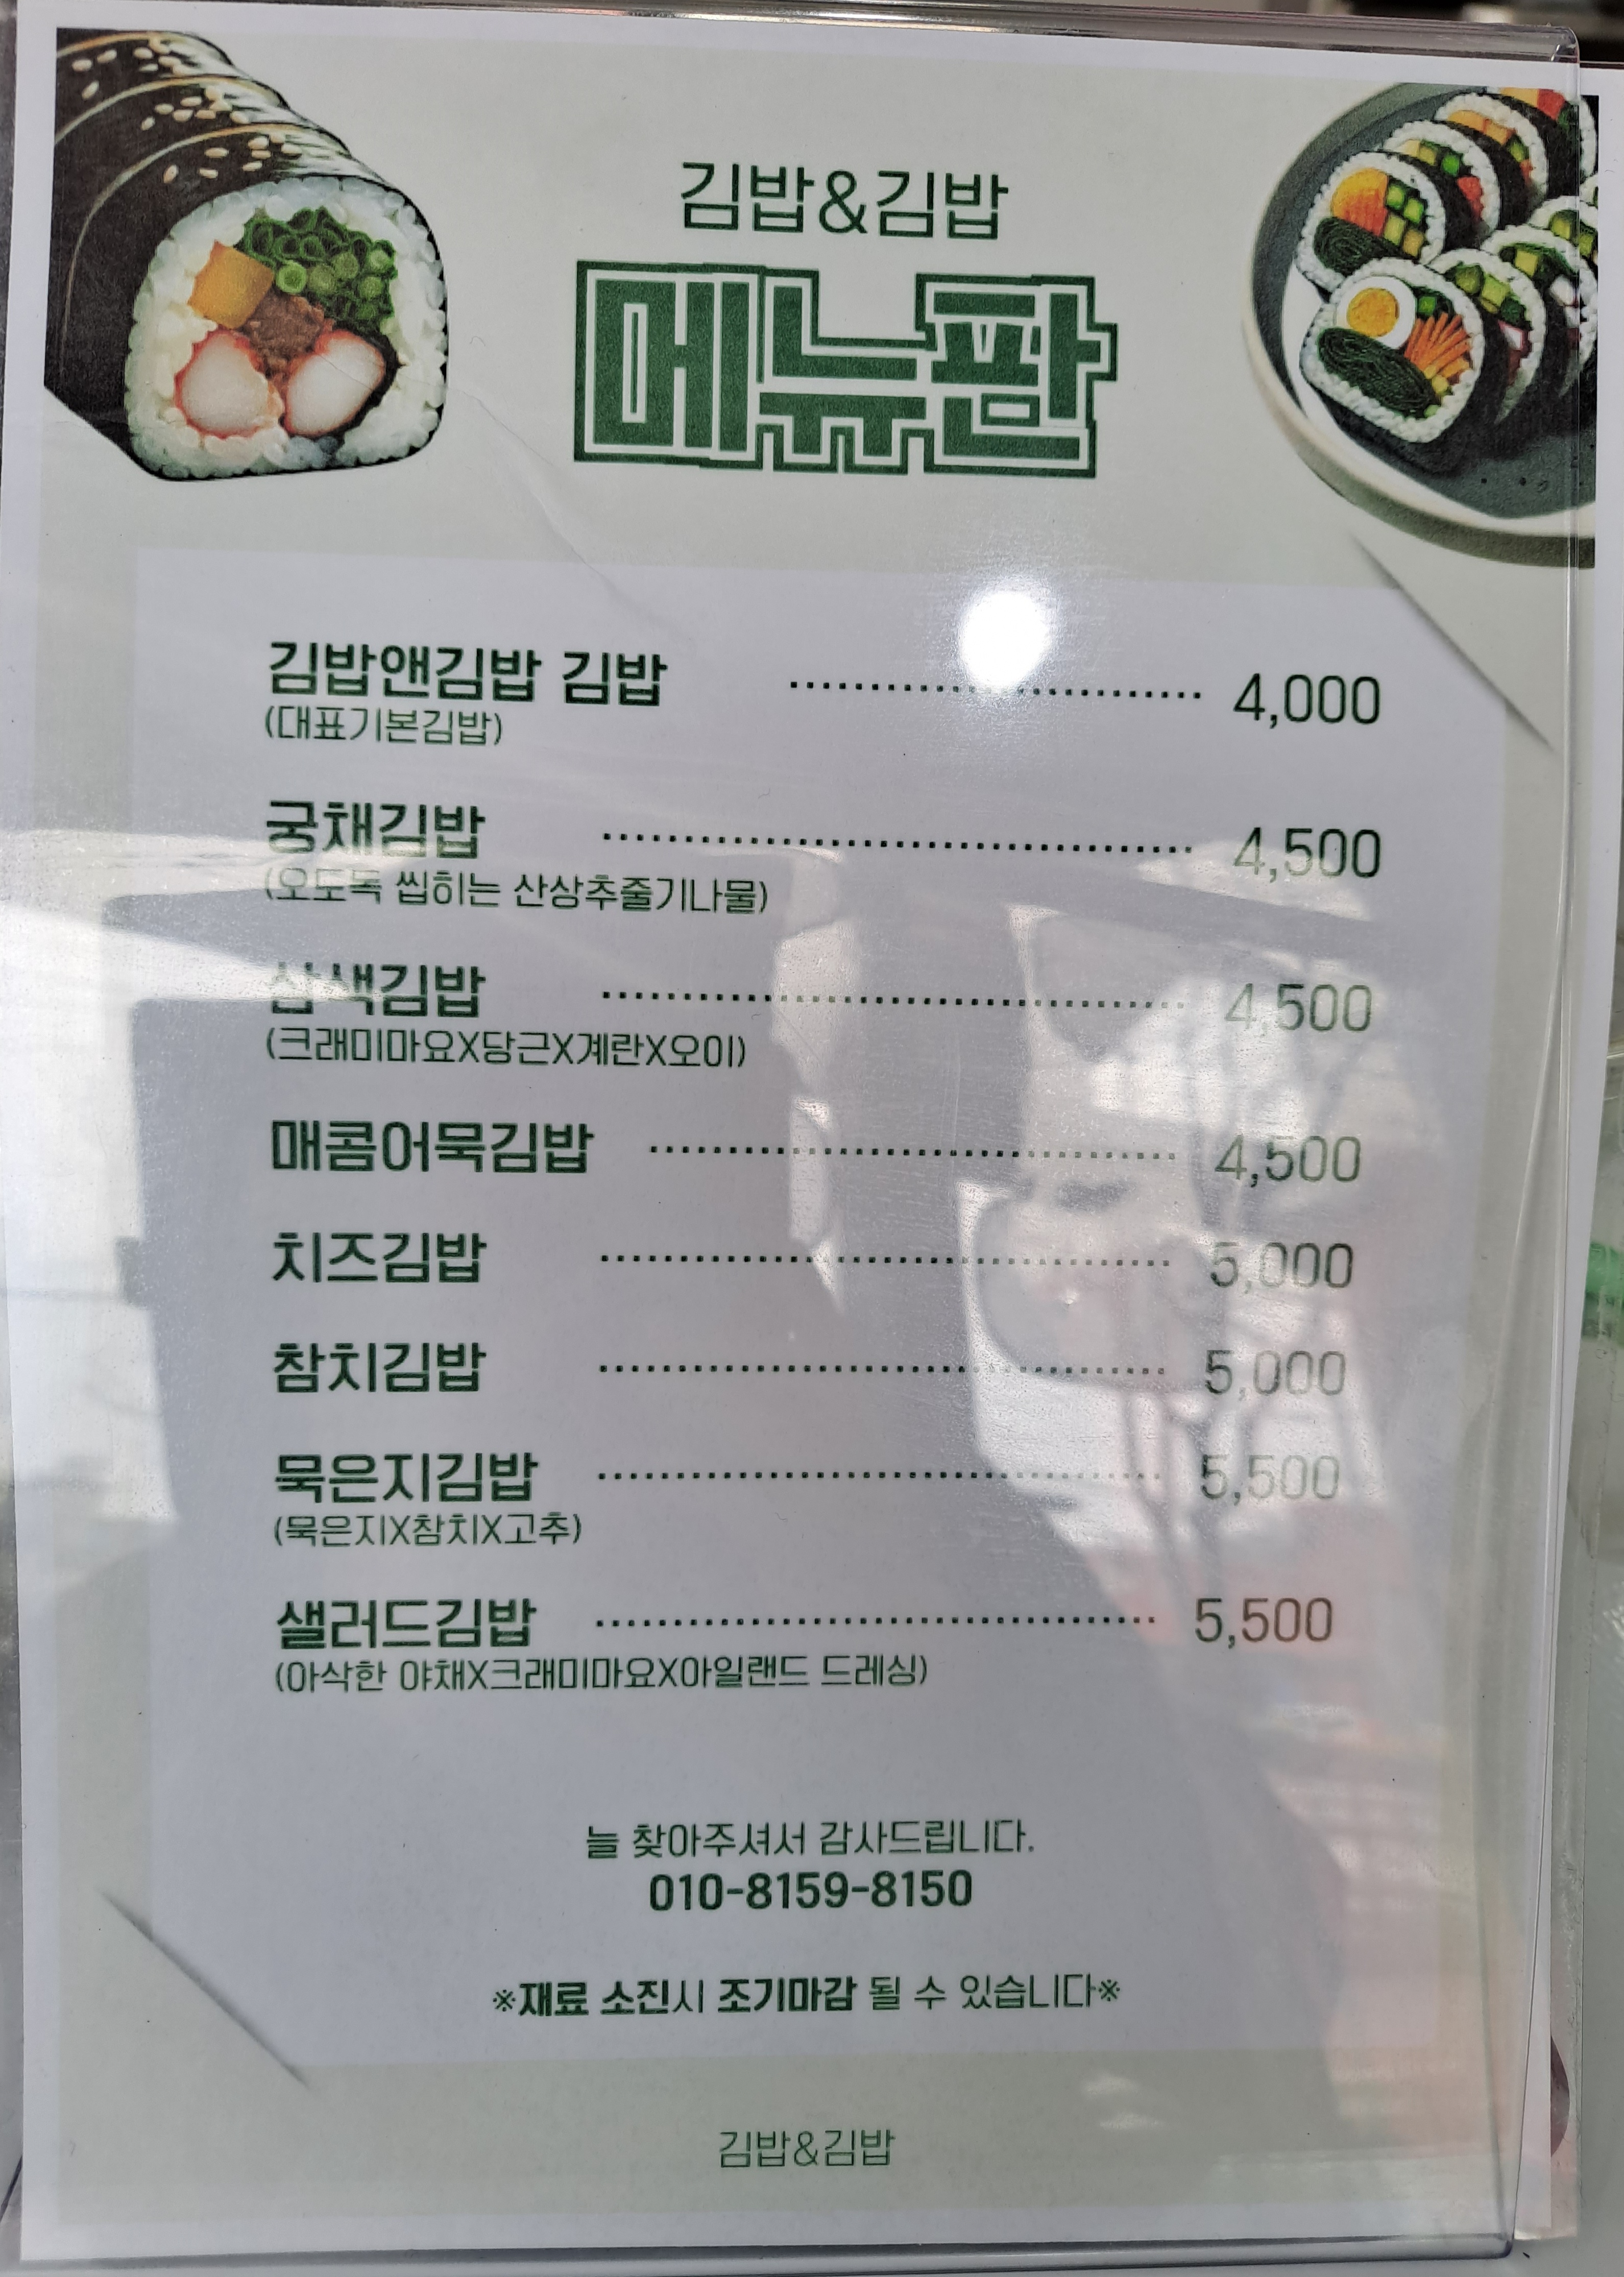 김밥&김밥
메뉴판
김밥앤김밥 김밥 ························· 4,000
(대표기본김밥)
궁채김밥 ···································· 4,500
(오도독 씹히는 산상추줄기나물)
삼색김밥 ···································· 4,500
(크래미마요X당근X계란X오이)
매콤어묵김밥 ································ 4,500
치즈김밥 ··································· 5,000
참치김밥 ··································· 5,000
묵은지김밥 ··································· 5,500
(묵은지X참치X고추)
샐러드김밥 ··································· 5,500
(아삭한 야채X크래미마요X아일랜드 드레싱)
늘 찾아주셔서 감사드립니다.
010-8159-8150
※재료 소진시 조기마감 될 수 있습니다※
김밥&김밥